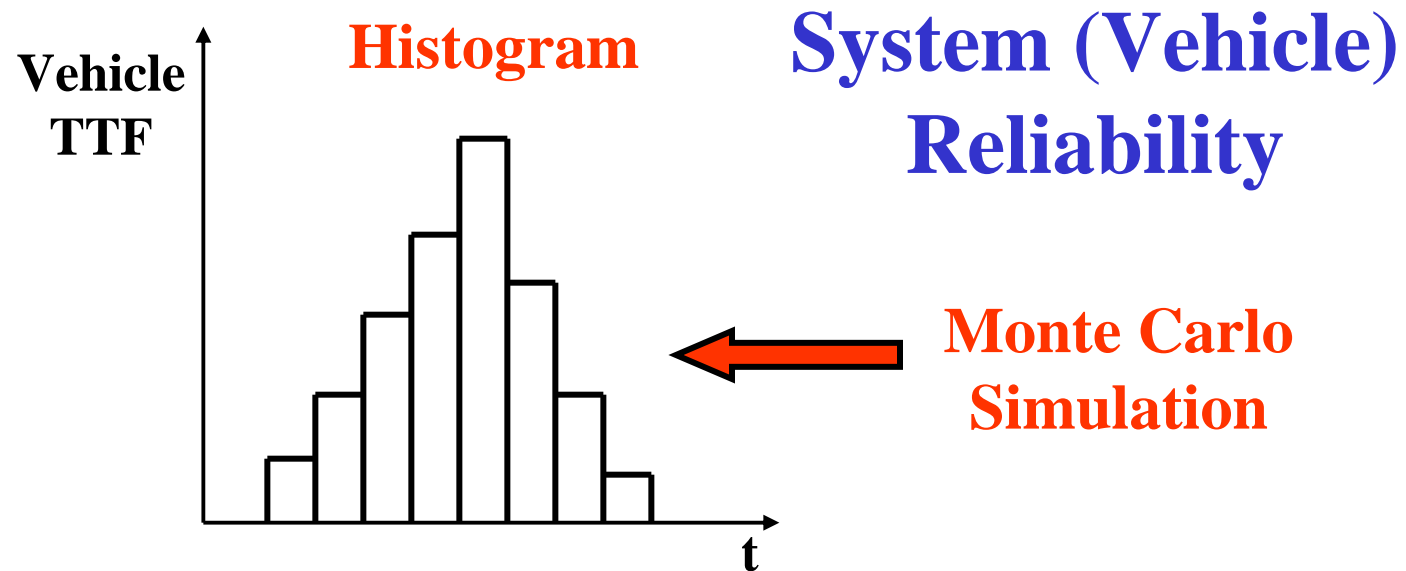 Vehicle
TTF
Histogram
System (Vehicle)
Reliability
Monte Carlo
Simulation
t